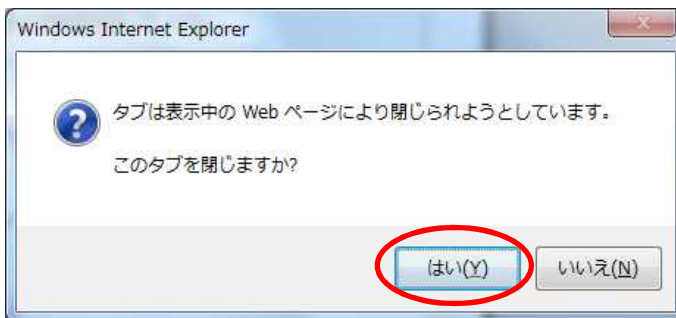 Windows Internet Explorer
タブは表示中の Web ページにより閉じられようとしています。
このタブを閉じますか?
はい(Y) いいえ(N)